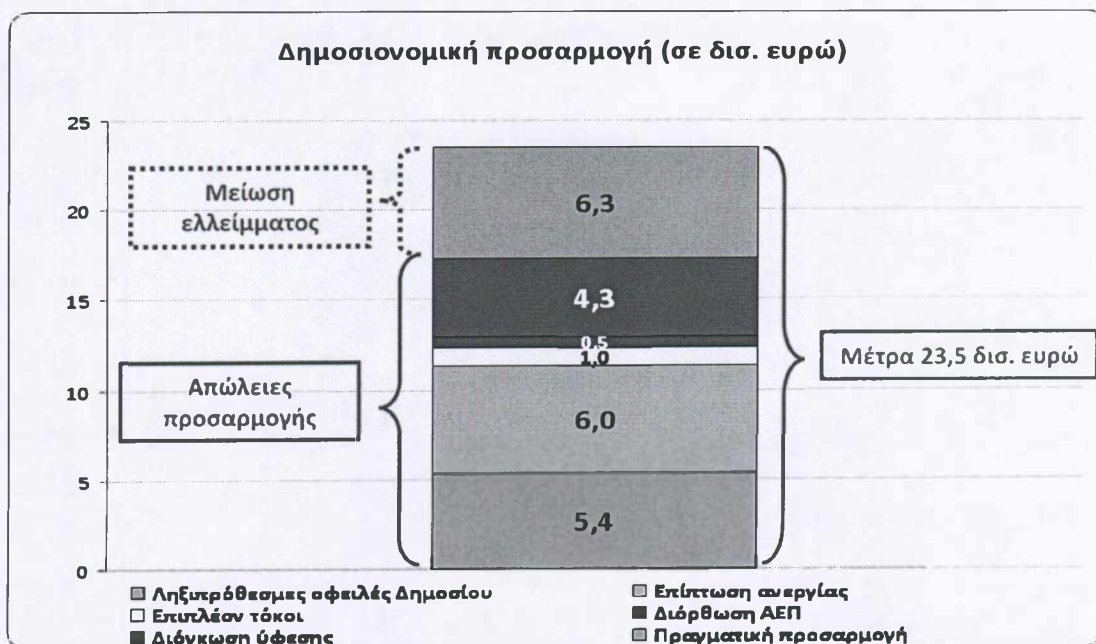 Δημοσιονομική προσαρμογή (σε δισ. ευρώ)
25
20
15
10
5
0
Μείωση
ελλείμματος
Απώλειες
προσαρμογής
6,3
4,3
0,5
1,0
6,0
5,4
Μέτρα 23,5 δισ. ευρώ
Ληξιπρόθεσμες οφειλές Δημοσίου
Επίπτωση ανεργίας
Επιπλέον τόκοι
Διόρθωση ΑΕΠ
Διόγκωση ύφεσης
Πραγματική προσαρμογή